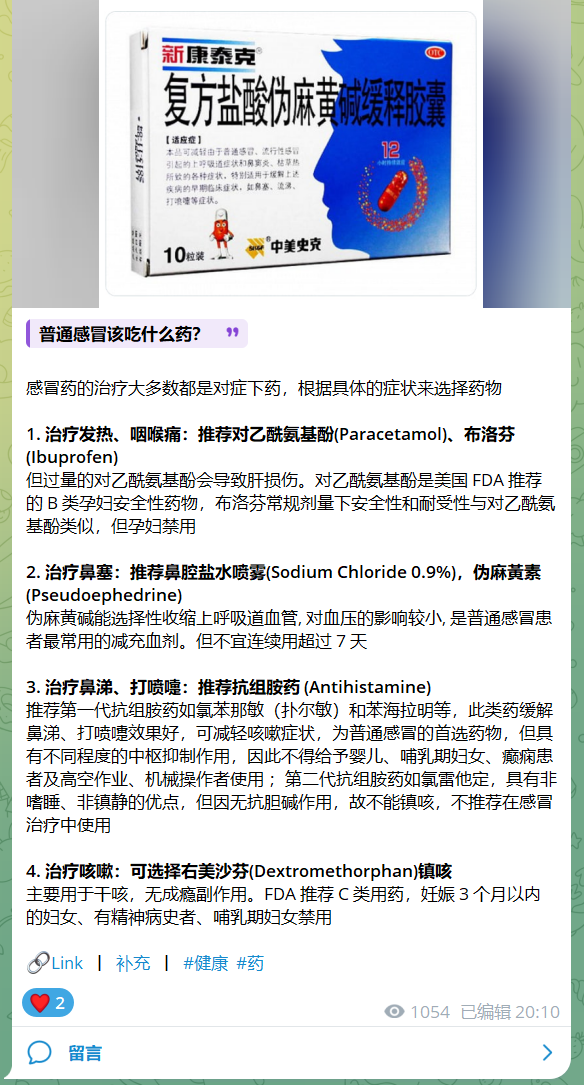 新康泰克®
OTC
复方盐酸伪麻黄碱缓释胶囊
【适应症】
本品可减轻由于普通感冒、流行性感冒
引起的上呼吸道症状和鼻窦炎、枯草热
所致的各种症状，特别适用于缓解上述
疾病的早期临床症状，如鼻塞、流涕、
打喷嚏等症状。
12
10粒装
中美史克
普通感冒该吃什么药？
感冒药的治疗大多数都是对症下药，根据具体的症状来选择药物
1. 治疗发热、咽喉痛：推荐对乙酰氨基酚(Paracetamol)、布洛芬
(Ibuprofen)
但过量的对乙酰氨基酚会导致肝损伤。对乙酰氨基酚是美国 FDA 推荐
的 B 类孕妇安全性药物，布洛芬常规剂量下安全性和耐受性与对乙酰氨
基酚类似，但孕妇禁用
2. 治疗鼻塞：推荐鼻腔盐水喷雾(Sodium Chloride 0.9%)，伪麻黃素
(Pseudoephedrine)
伪麻黄碱能选择性收缩上呼吸道血管, 对血压的影响较小, 是普通感冒患
者最常用的减充血剂。但不宜连续用超过 7 天
3. 治疗鼻涕、打喷嚏：推荐抗组胺药 (Antihistamine)
推荐第一代抗组胺药如氯苯那敏（扑尔敏）和苯海拉明等，此类药缓解
鼻涕、打喷嚏效果好，可减轻咳嗽症状，为普通感冒的首选药物，但具
有不同程度的中枢抑制作用，因此不得给予婴儿、哺乳期妇女、癫痫患
者及高空作业、机械操作者使用 ；第二代抗组胺药如氯雷他定，具有非
嗜睡、非镇静的优点，但因无抗胆碱作用，故不能镇咳，不推荐在感冒
治疗中使用
4. 治疗咳嗽：可选择右美沙芬(Dextromethorphan)镇咳
主要用于干咳，无成瘾副作用。FDA 推荐 C 类用药，妊娠 3 个月以内
的妇女、有精神病史者、哺乳期妇女禁用
Link | 补充 | #健康 #药
2
1054 已编辑 20:10
留言